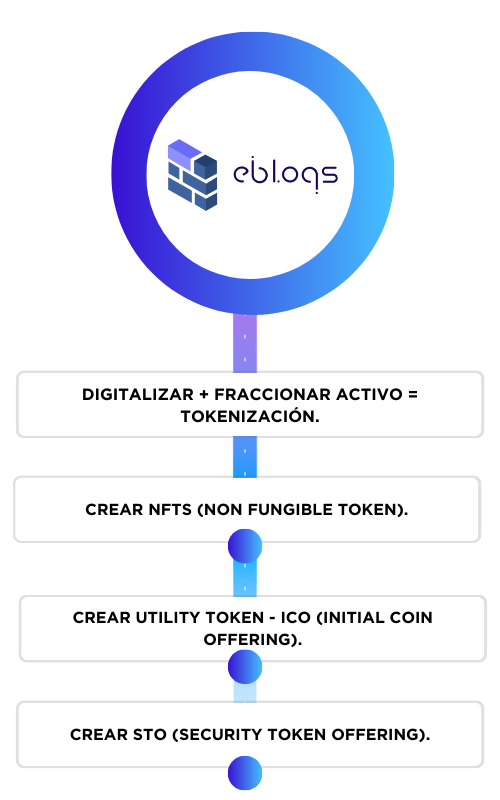 ebloqs
DIGITALIZAR + FRACCIONAR ACTIVO =
TOKENIZACIÓN.
CREAR NFTS (NON FUNGIBLE TOKEN).
CREAR UTILITY TOKEN - ICO (INITIAL COIN
OFFERING).
CREAR STO (SECURITY TOKEN OFFERING).